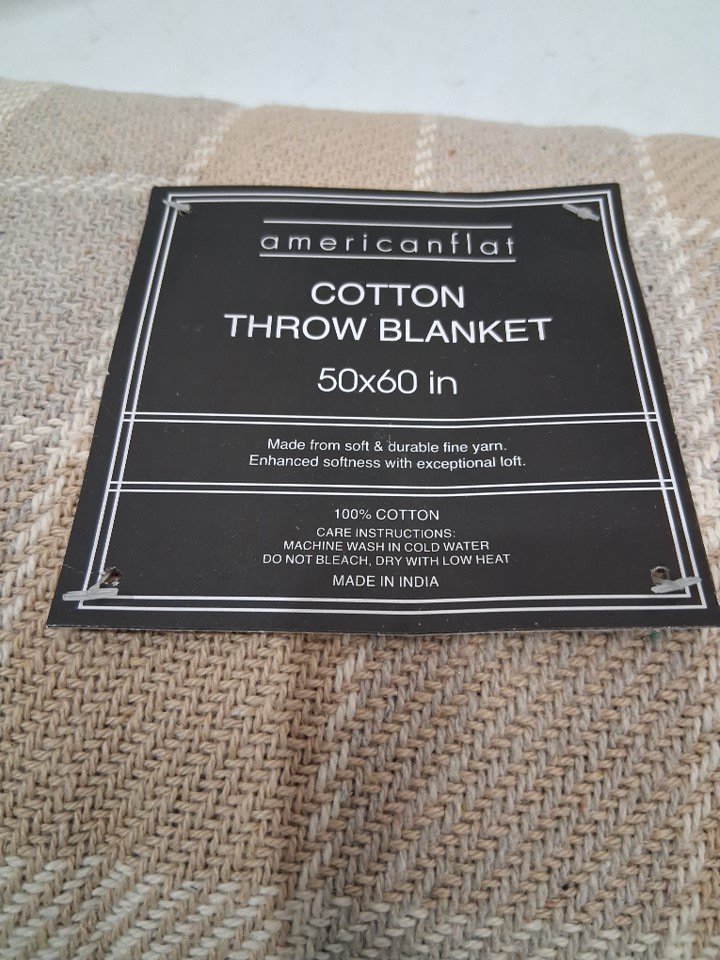 americanflat
COTTON
THROW BLANKET
50x60 in
Made from soft & durable fine yarn.
Enhanced softness with exceptional loft.
100% COTTON
CARE INSTRUCTIONS:
MACHINE WASH IN COLD WATER
DO NOT BLEACH, DRY WITH LOW HEAT
MADE IN INDIA